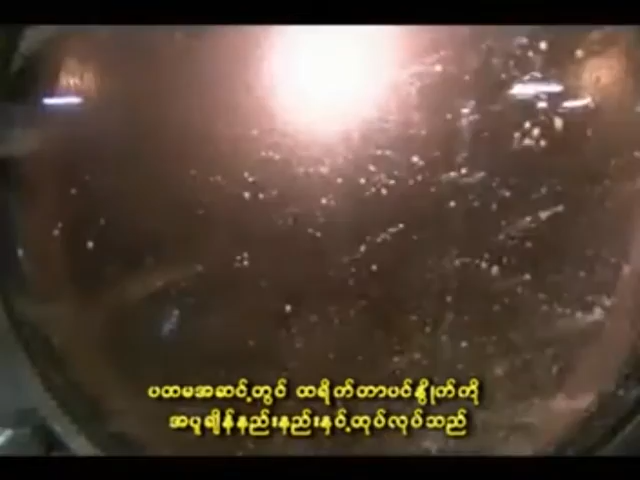 ပထမအဆင့်တွင် ထရိုက်တာပင်နှိုက်ကို
အပူချိန်နည်းနည်းနှင့်ထုပ်လုပ်သည်